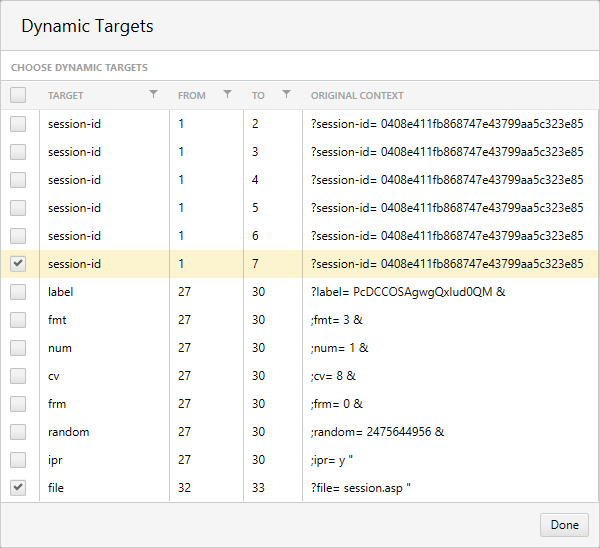 Dynamic Targets
CHOOSE DYNAMIC TARGETS
TARGET FROM TO ORIGINAL CONTEXT
session-id 1 2 ?session-id= 0408e411fb868747e43799aa5c323e85
session-id 1 3 ?session-id= 0408e411fb868747e43799aa5c323e85
session-id 1 4 ?session-id= 0408e411fb868747e43799aa5c323e85
session-id 1 5 ?session-id= 0408e411fb868747e43799aa5c323e85
session-id 1 6 ?session-id= 0408e411fb868747e43799aa5c323e85
session-id 1 7 ?session-id= 0408e411fb868747e43799aa5c323e85
label 27 30 ?label= PcDCCOSAgwgQxlud0QM &
fmt 27 30 ;fmt= 3 &
num 27 30 ;num= 1 &
cv 27 30 ;cv= 8 &
frm 27 30 ;frm= 0 &
random 27 30 ;random= 2475644956 &
ipr 27 30 ;ipr= y "
file 32 33 ?file= session.asp "
Done